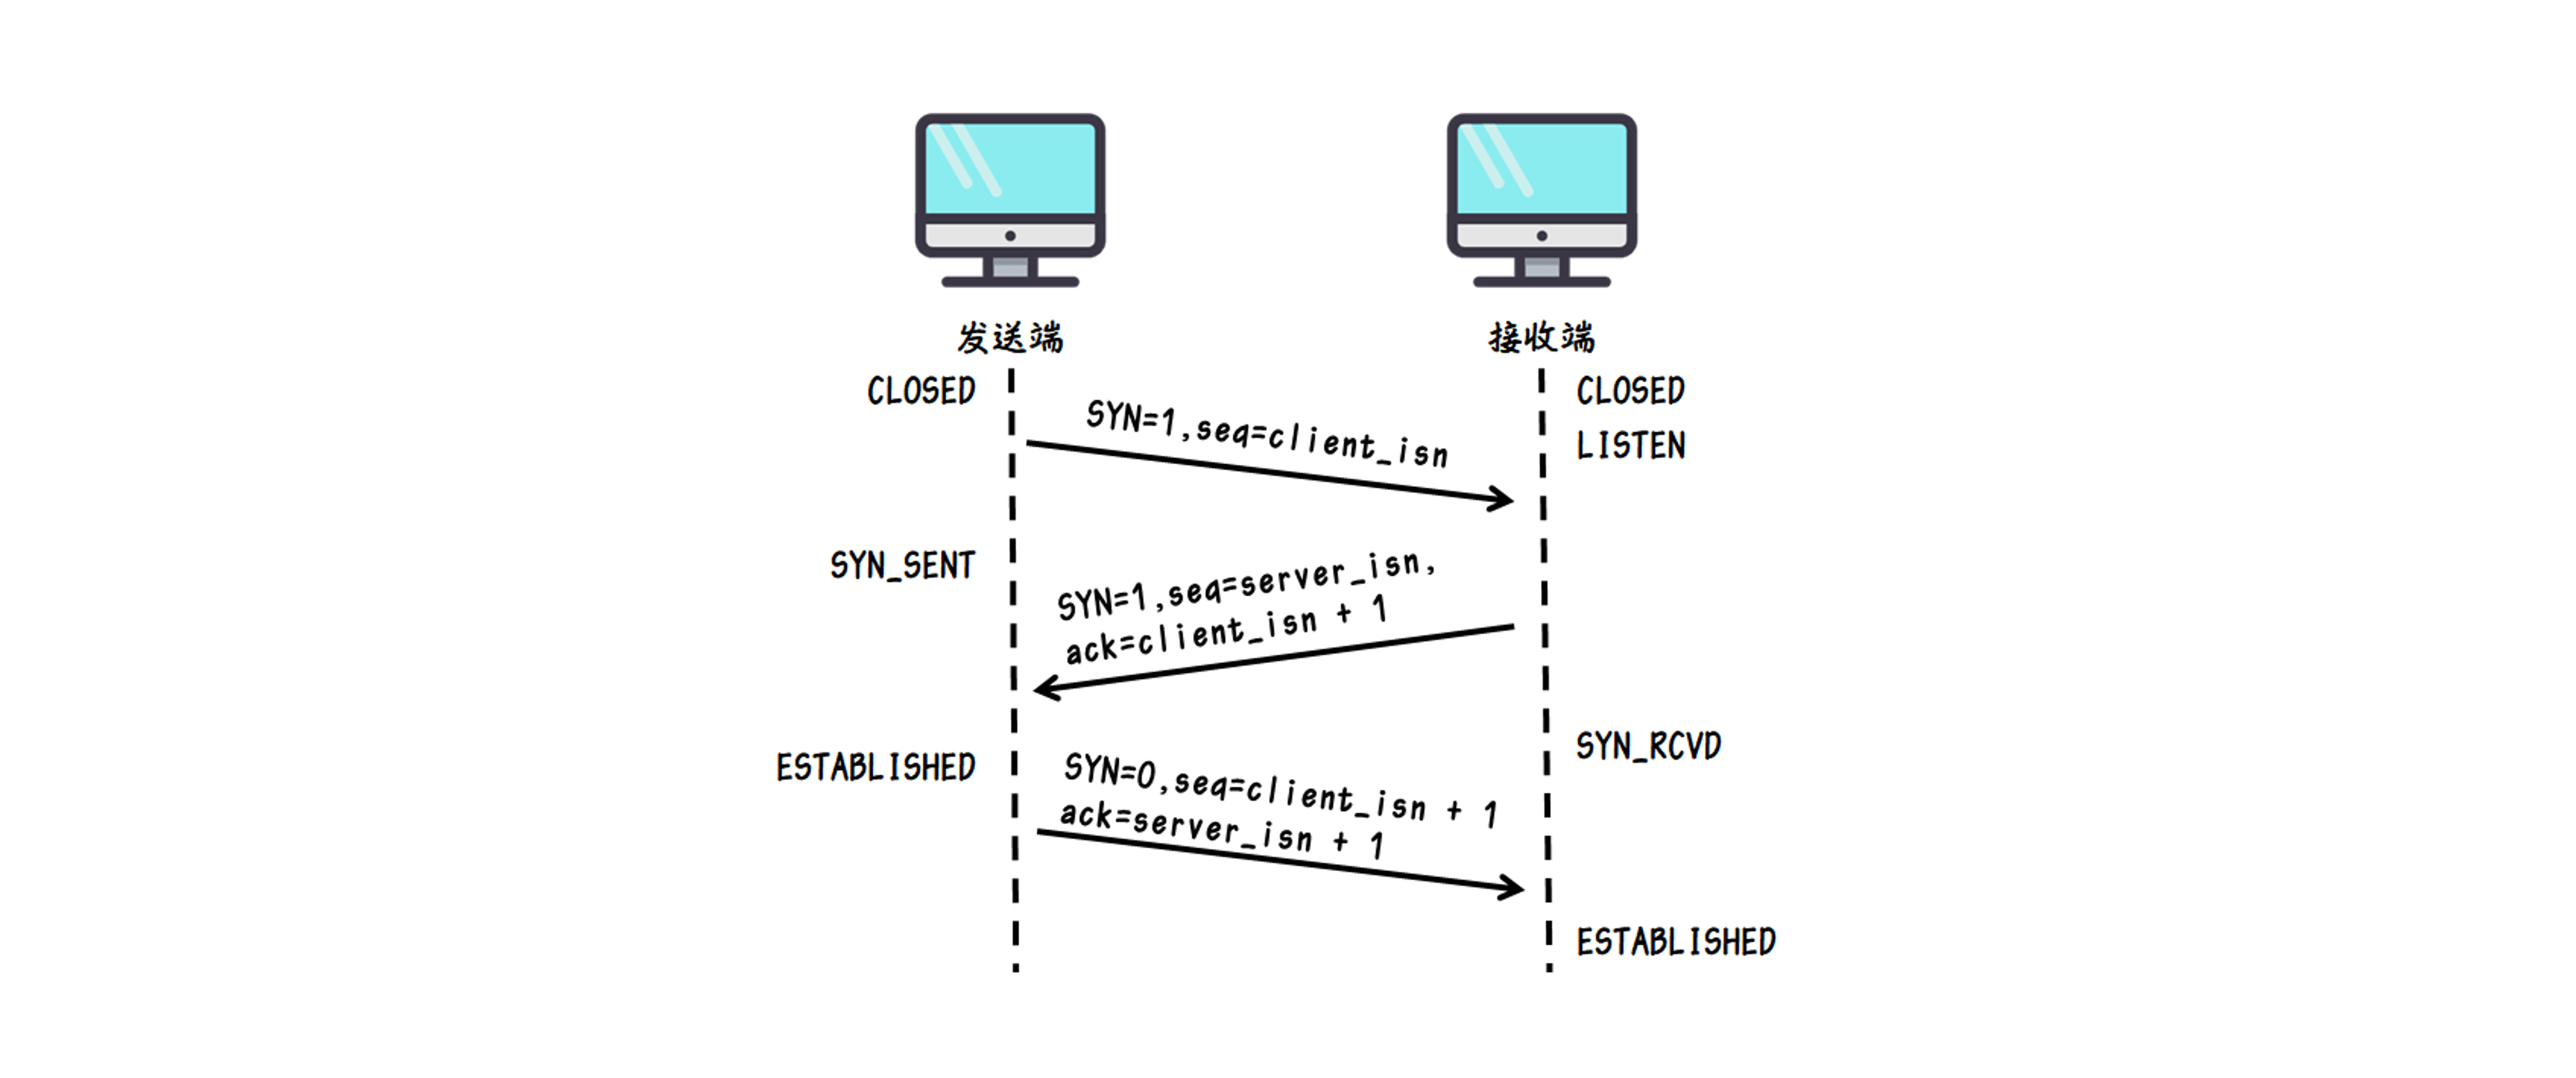 发送端
接收端
CLOSED
CLOSED
SYN=1,seq=client_isn
LISTEN
SYN_SENT
SYN=1,seq=server_isn,
ack=client_isn + 1
ESTABLISHED
SYN_RCVD
SYN=0,seq=client_isn + 1
ack=server_isn + 1
ESTABLISHED